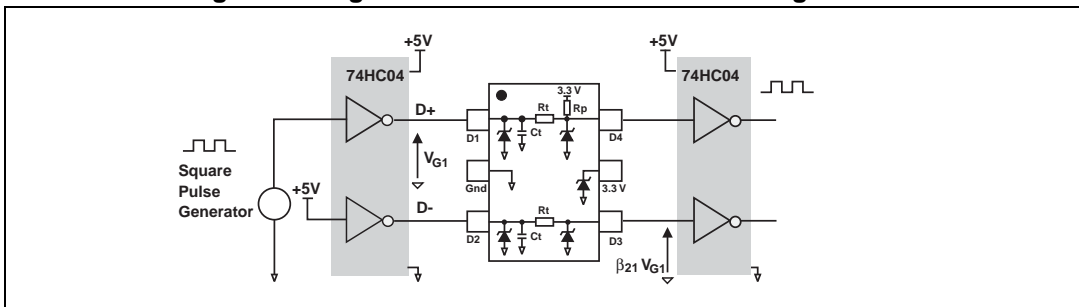 +5V
+5V
74HC04
74HC04
3.3 V
D+
Rt
Rp
D1
Ct
D4
VG1
Square
Pulse
Generator
+5V
Gnd
3.3 V
D-
Rt
D2
Ct
D3
β21 VG1